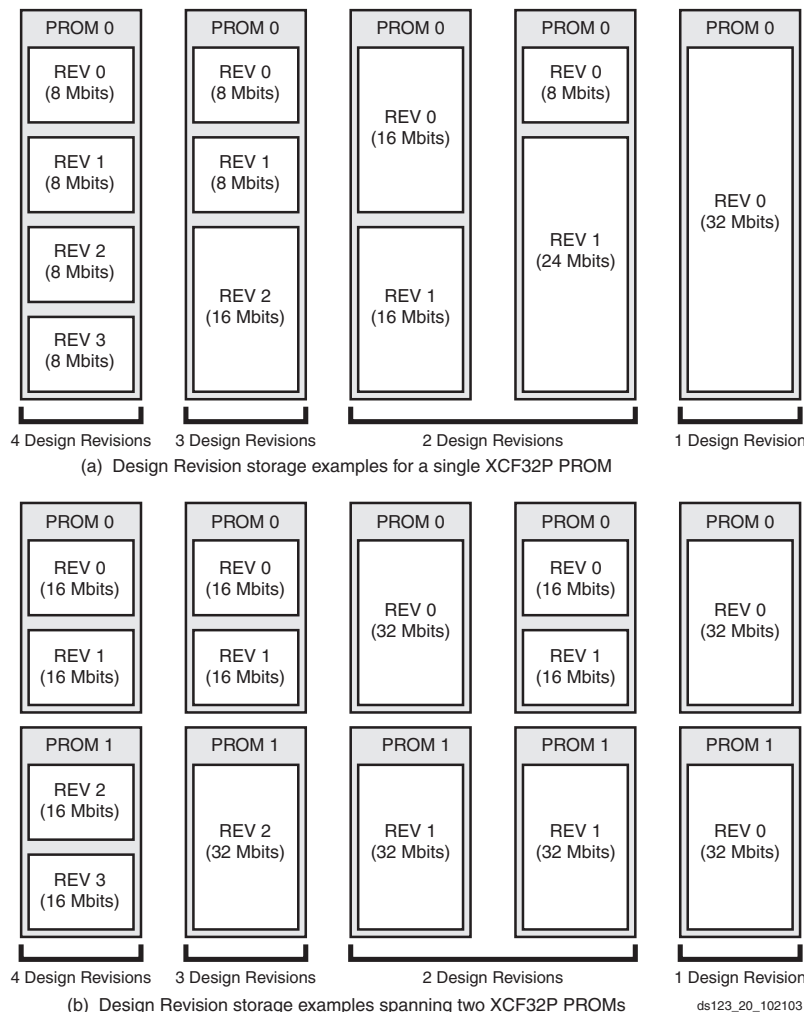 PROM 0
REV 0
(8 Mbits)
REV 1
(8 Mbits)
REV 2
(8 Mbits)
REV 3
(8 Mbits)
PROM 0
REV 0
(8 Mbits)
REV 1
(8 Mbits)
REV 2
(16 Mbits)
PROM 0
REV 0
(16 Mbits)
REV 1
(16 Mbits)
PROM 0
REV 0
(8 Mbits)
REV 1
(24 Mbits)
PROM 0
REV 0
(32 Mbits)
4 Design Revisions
3 Design Revisions
2 Design Revisions
1 Design Revision
(a) Design Revision storage examples for a single XCF32P PROM
PROM 0
REV 0
(16 Mbits)
REV 1
(16 Mbits)
PROM 1
REV 2
(16 Mbits)
REV 3
(16 Mbits)
PROM 0
REV 0
(16 Mbits)
REV 1
(16 Mbits)
PROM 1
REV 2
(32 Mbits)
PROM 0
REV 0
(32 Mbits)
PROM 1
REV 1
(32 Mbits)
PROM 0
REV 0
(16 Mbits)
REV 1
(16 Mbits)
PROM 1
REV 1
(32 Mbits)
PROM 0
REV 0
(32 Mbits)
PROM 1
REV 0
(32 Mbits)
4 Design Revisions
3 Design Revisions
2 Design Revisions
1 Design Revision
(b) Design Revision storage examples spanning two XCF32P PROMs
ds123_20_102103